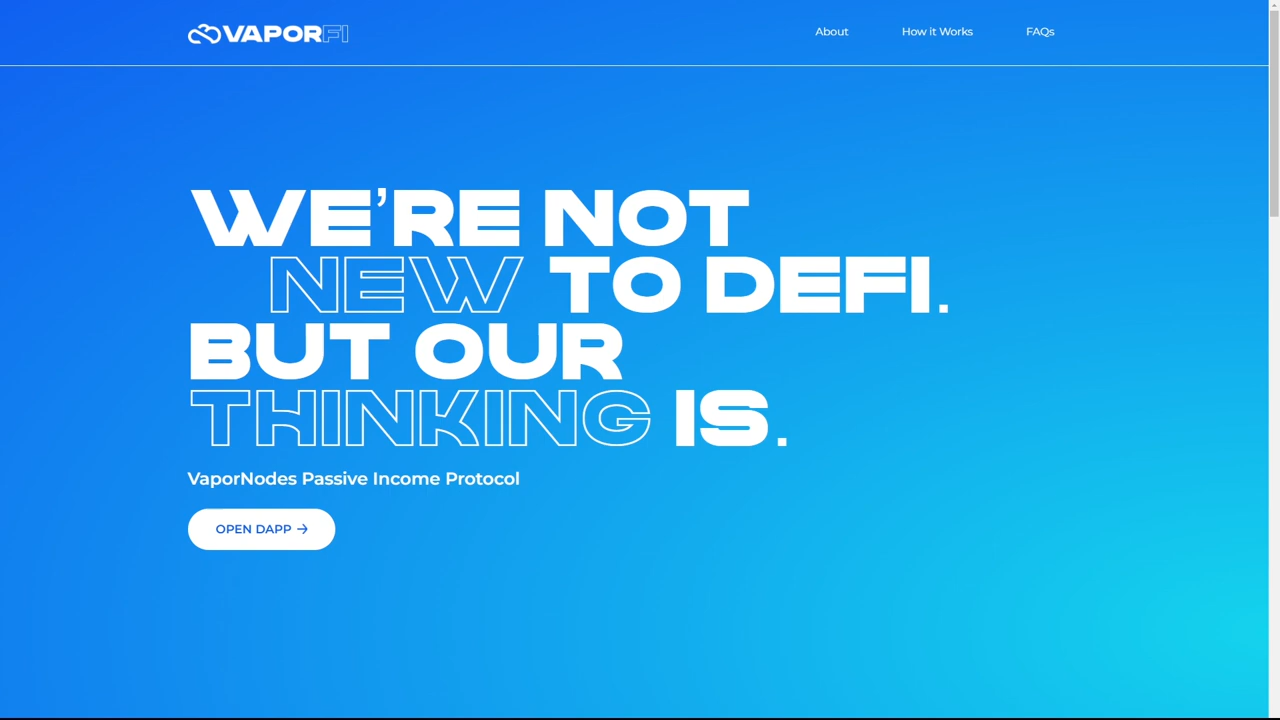 VAPORFI
About How it Works FAQs
WE'RE NOT
NEW TO DEFI.
BUT OUR
THINKING IS.
VaporNodes Passive Income Protocol
OPEN DAPP →